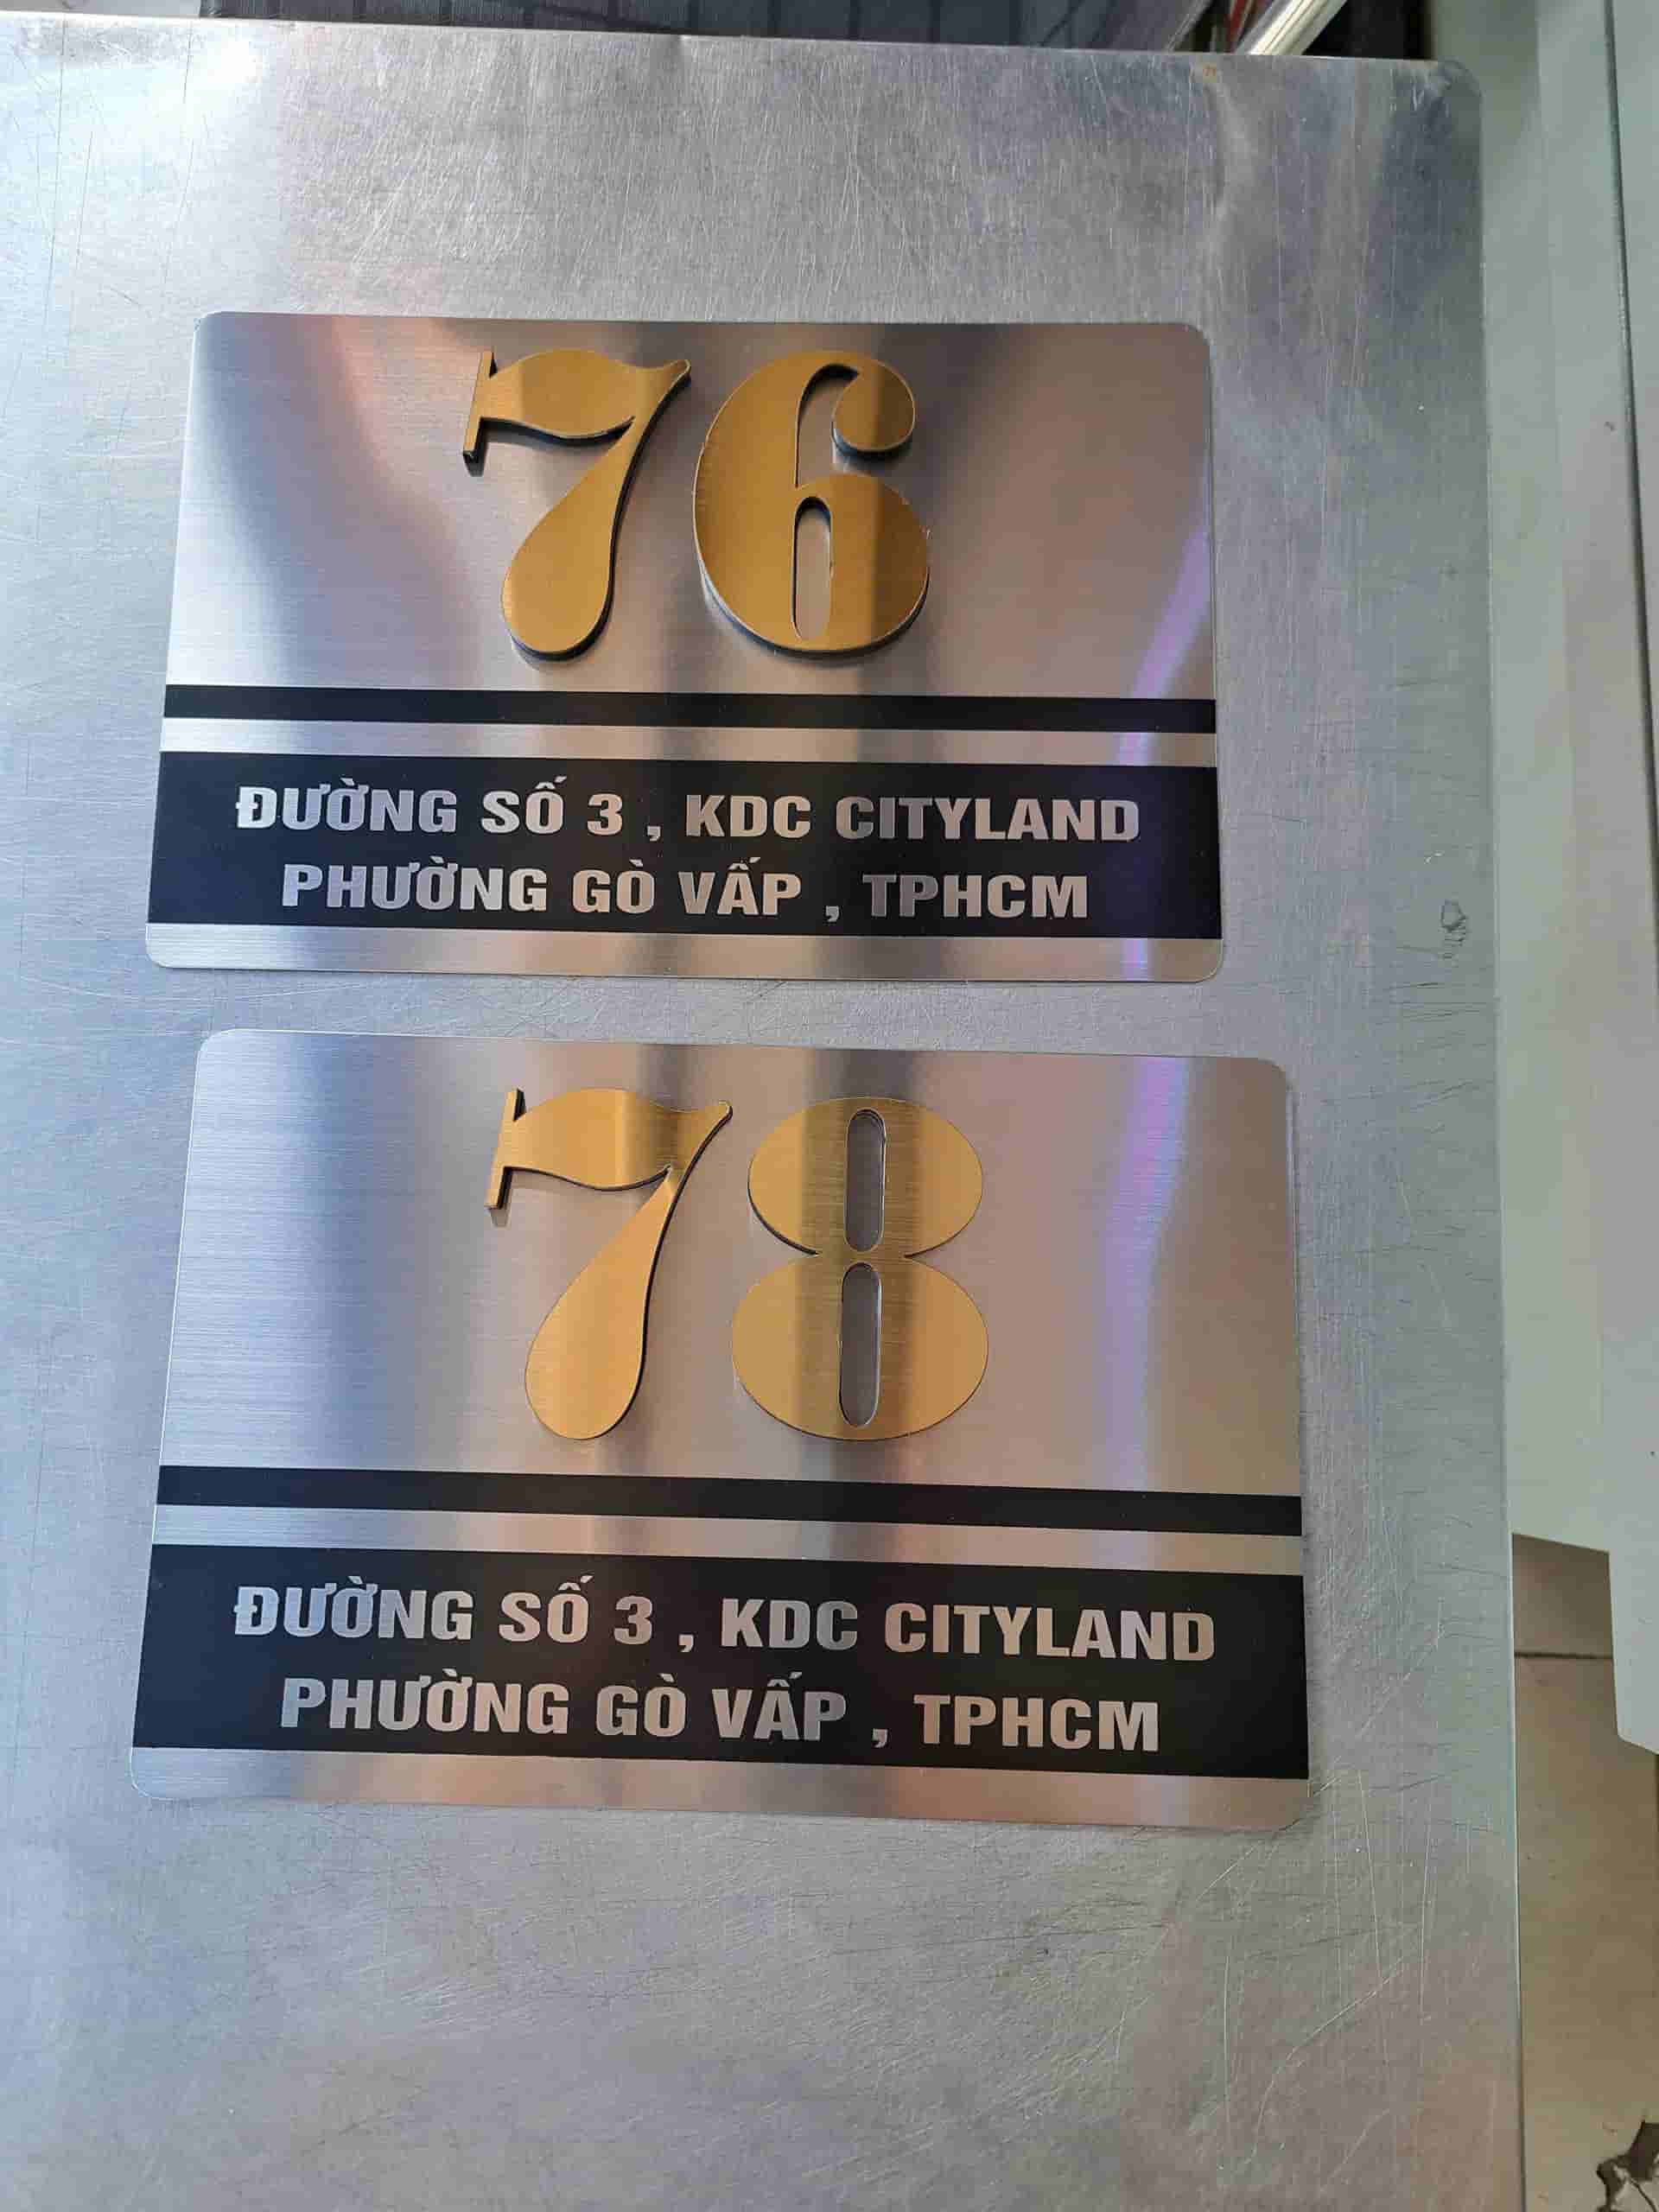 76
ĐƯỜNG SỐ 3 , KDC CITYLAND
PHƯỜNG GÒ VẤP , TPHCM
78
ĐƯỜNG SỐ 3 , KDC CITYLAND
PHƯỜNG GÒ VẤP , TPHCM